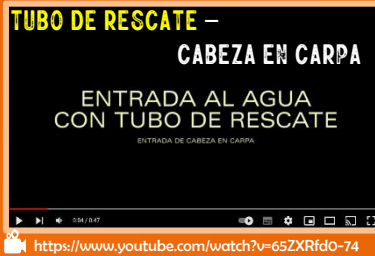 TUBO DE RESCATE –
CABEZA EN CARPA
ENTRADA AL AGUA
CON TUBO DE RESCATE
ENTRADA DE CABEZA EN CARPA
0:04 / 0:47
https://www.youtube.com/watch?v=65ZXRfd0-74